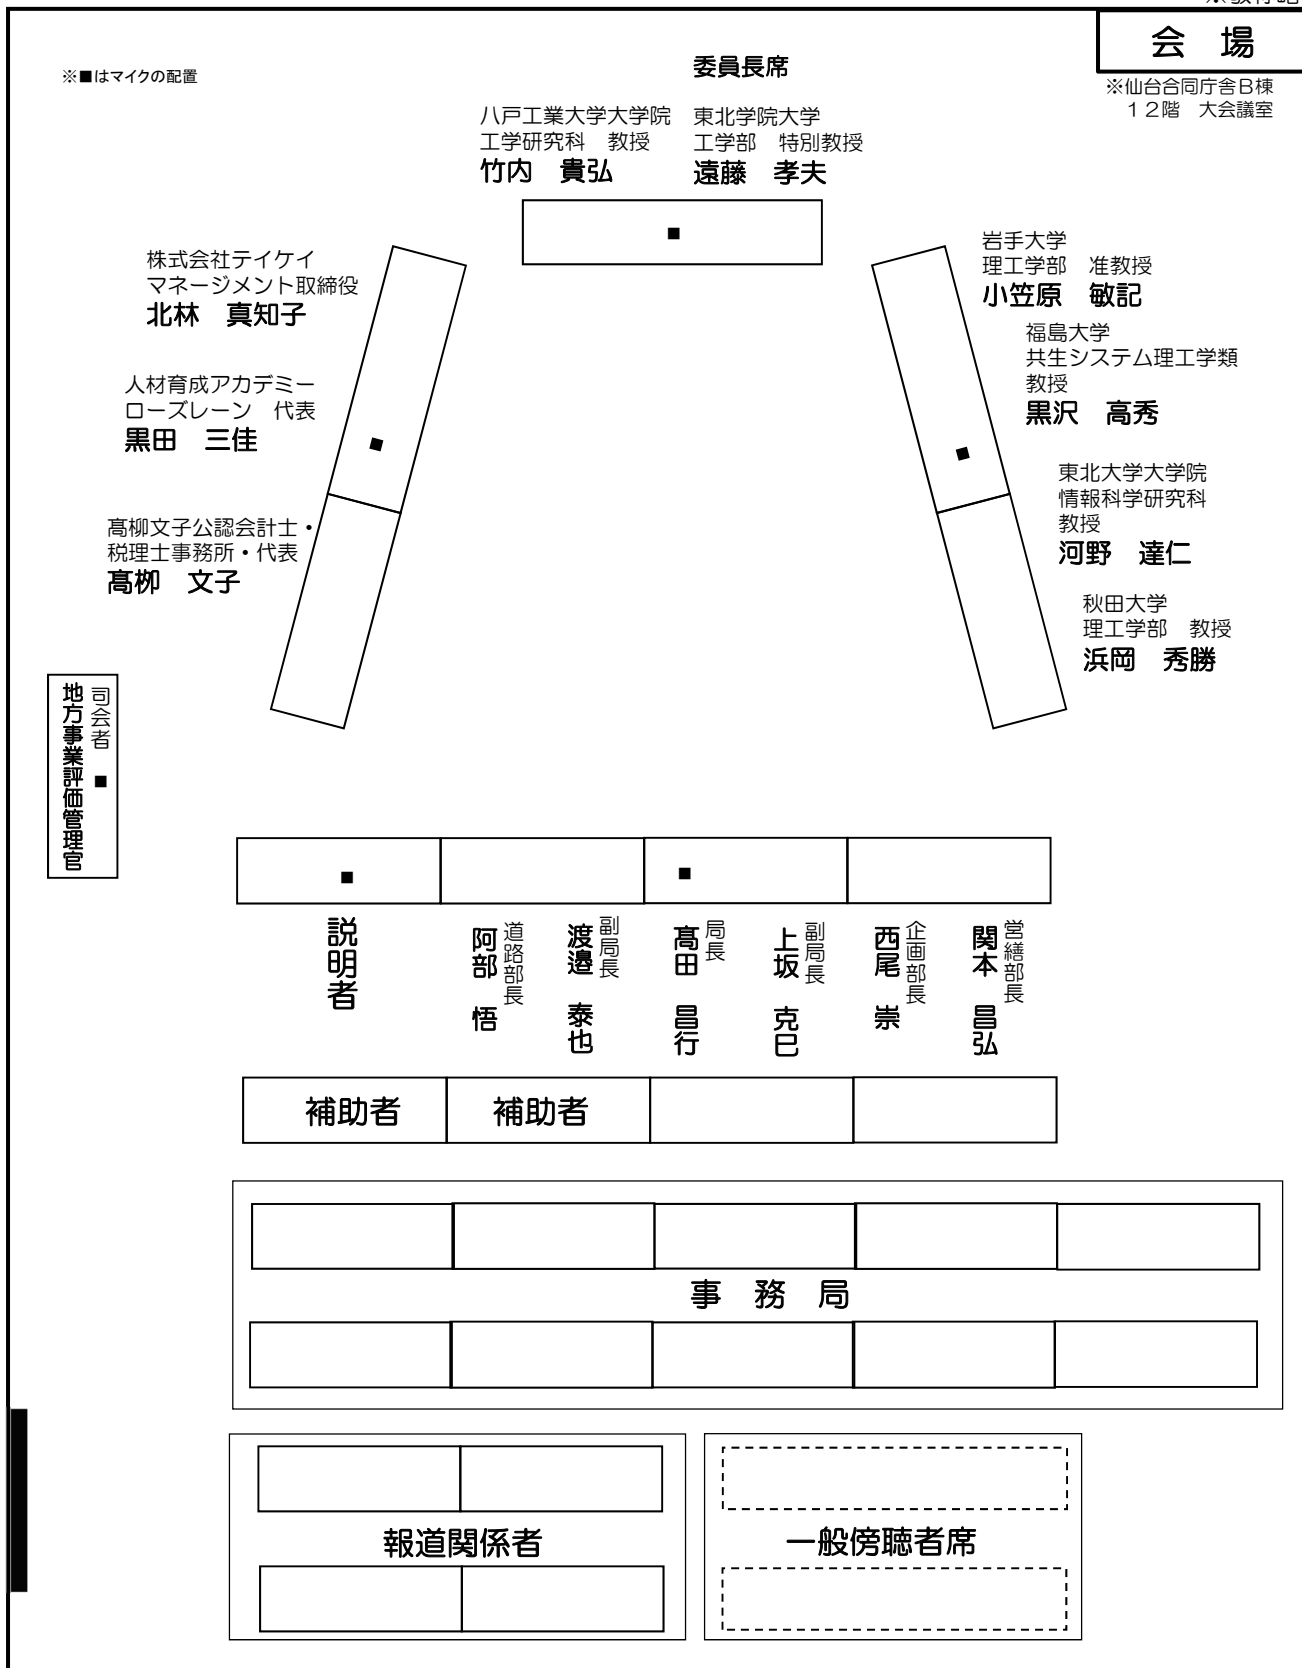 会　場
※仙台合同庁舎Ｂ棟
１２階　大会議室
※■はマイクの配置
委員長席
八戸工業大学大学院
工学研究科　教授
竹内　貴弘
東北学院大学
工学部　特別教授
遠藤　孝夫
株式会社テイケイ
マネージメント取締役
北林　真知子
人材育成アカデミー
ローズレーン　代表
黒田　三佳
髙柳文子公認会計士・
税理士事務所・代表
髙栁　文子
岩手大学
理工学部　准教授
小笠原　敏記
福島大学
共生システム理工学類
教授
黒沢　高秀
東北大学大学院
情報科学研究科
教授
河野　達仁
秋田大学
理工学部　教授
浜岡　秀勝
司会者　■
地方事業評価管理官
説明者
道路部長
阿部　悟
副局長
渡邉　泰也
局長
髙田　昌行
副局長
上坂　克巳
企画部長
西尾　崇
営繕部長
関本　昌弘
補助者
補助者
事　務　局
報道関係者
一般傍聴者席